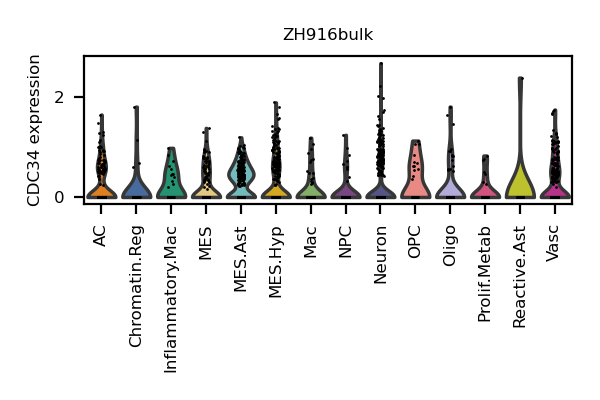 ZH916bulk
CDC34 expression
2
0
AC
Chromatin.Reg
Inflammatory.Mac
MES
MES.Ast
MES.Hyp
Mac
NPC
Neuron
OPC
Oligo
Prolif.Metab
Reactive.Ast
Vasc